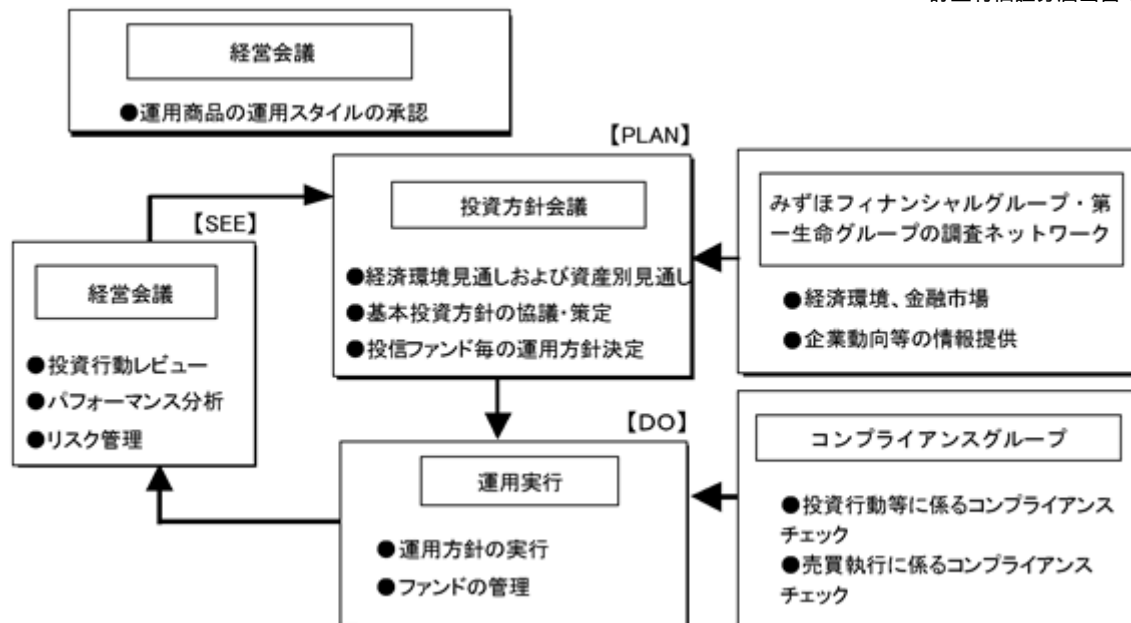 経営会議
●運用商品の運用スタイルの承認
【PLAN】
投資方針会議
●経済環境見通しおよび資産別見通し
●基本投資方針の協議・策定
●投信ファンド毎の運用方針決定
みずほフィナンシャルグループ・第
一生命グループの調査ネットワーク
●経済環境、金融市場
●企業動向等の情報提供
【SEE】
経営会議
●投資行動レビュー
●パフォーマンス分析
●リスク管理
【DO】
運用実行
●運用方針の実行
●ファンドの管理
コンプライアンスグループ
●投資行動等に係るコンプライアンス
チェック
●売買執行に係るコンプライアンス
チェック